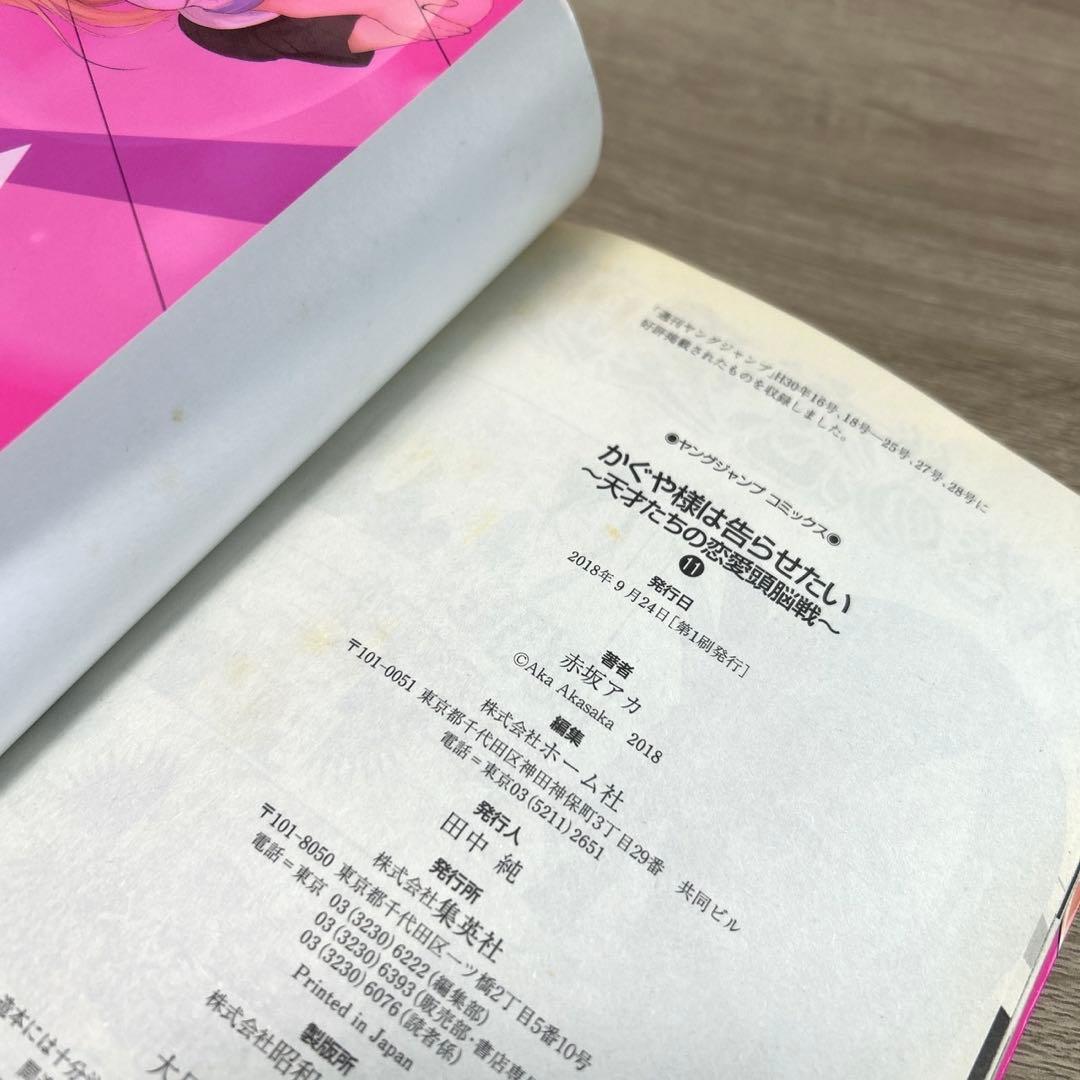 「週刊ヤングジャンプ」H30年16号、18号―25号、27号、28号に
好評掲載されたものを収録しました。
●ヤングジャンプ コミックス●
かぐや様は告らせたい
～天才たちの恋愛頭脳戦～
⓫
発行日
2018年9月24日[第1刷発行]
著者
赤坂アカ
©Aka Akasaka 2018
編集
株式会社ホーム社
〒101-0051 東京都千代田区神田神保町3丁目29番 共同ビル
電話=東京03(5211)2651
発行人
田中 純
発行所
株式会社集英社
〒101-8050 東京都千代田区一ツ橋2丁目5番10号
電話=東京 03(3230)6222(編集部)
03(3230)6393(販売部・書店専
03(3230)6076(読者係)
Printed in Japan
製版所
株式会社昭和
造本には十分